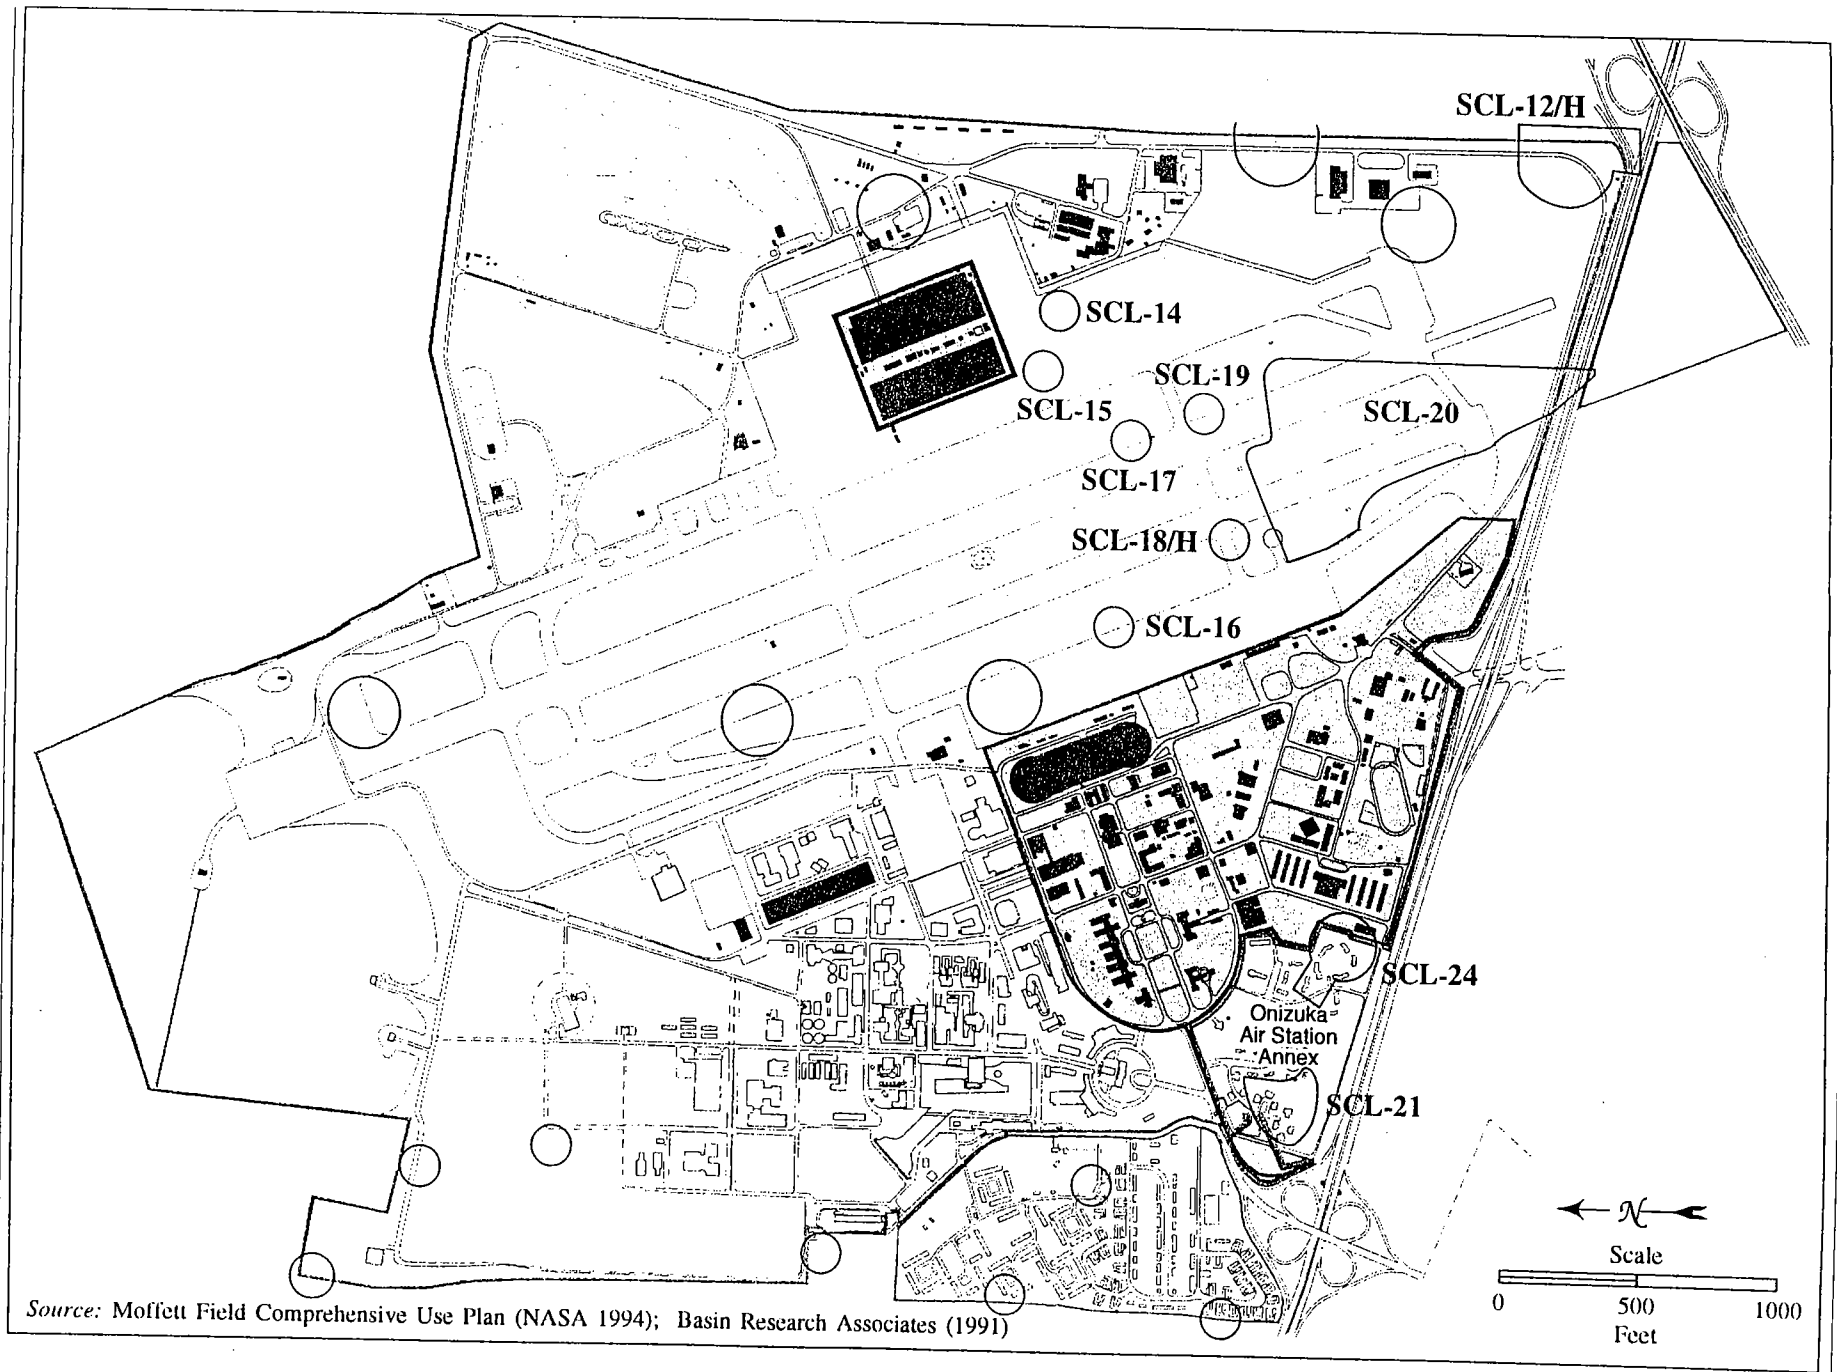 SCL-12/H
SCL-14
SCL-19
SCL-15
SCL-20
SCL-17
SCL-18/H
SCL-16
SCL-24
Onizuka
Air Station
Annex
SCL-21
N
Scale
0 500 1000
Feet
Source: Moffett Field Comprehensive Use Plan (NASA 1994); Basin Research Associates (1991)